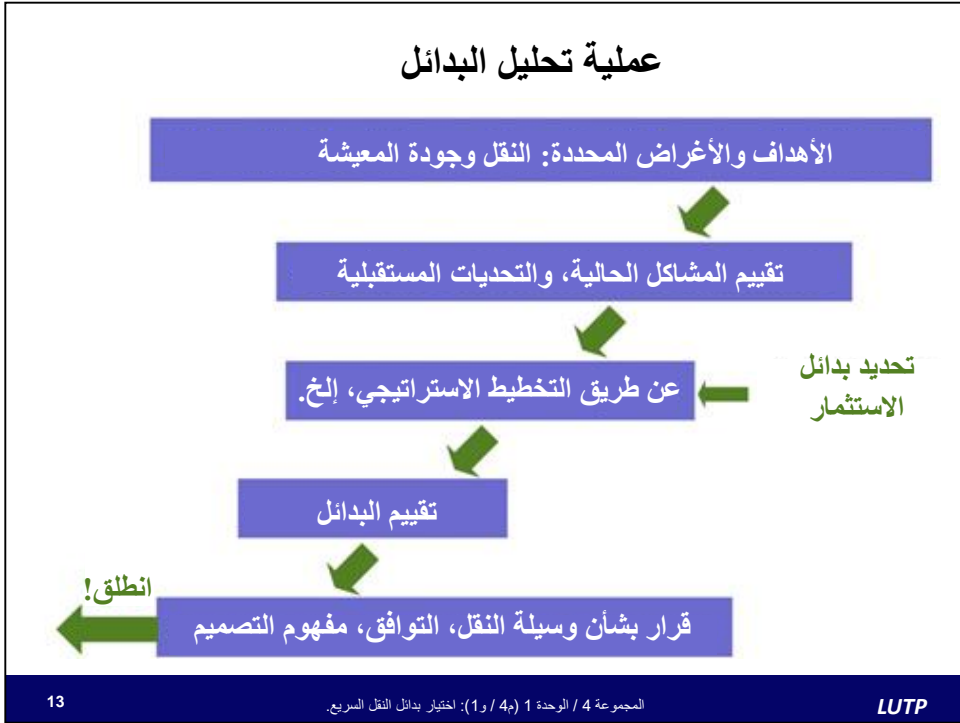 عملية تحليل البدائل
الأهداف والأغراض المحددة: النقل وجودة المعيشة
تقييم المشاكل الحالية، والتحديات المستقبلية
تحديد بدائل
الاستثمار
عن طريق التخطيط الاستراتيجي، إلخ.
تقييم البدائل
قرار بشأن وسيلة النقل، التوافق، مفهوم التصميم
انطلق!
LUTP
المجموعة 4 / الوحدة 1 (م4 / و1): اختيار بدائل النقل السريع.
13